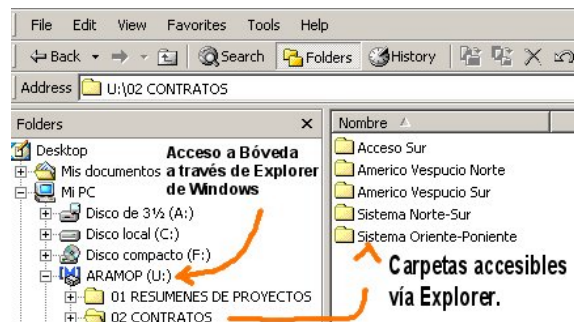 File Edit View Favorites Tools Help
Back Search Folders History
Address U:\02 CONTRATOS
Folders x
Desktop
Mis documentos
Mi PC
Disco de 3½ (A:)
Disco local (C:)
Disco compacto (F:)
ARAMOP (U:)
01 RESUMENES DE PROYECTOS
02 CONTRATOS
Acceso a Bóveda
a través de Explorer
de Windows
Nombre
Acceso Sur
Americo Vespucio Norte
Americo Vespucio Sur
Sistema Norte-Sur
Sistema Oriente-Poniente
Carpetas accesibles
vía Explorer.